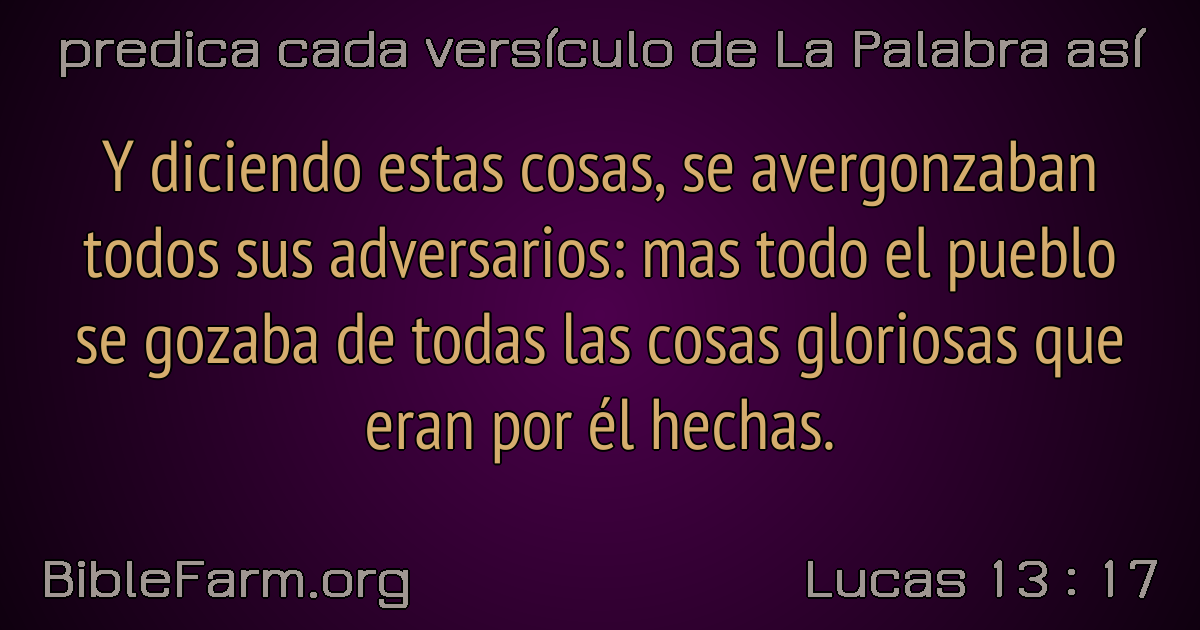 predica cada versículo de La Palabra así
Y diciendo estas cosas, se avergonzaban
todos sus adversarios: mas todo el pueblo
se gozaba de todas las cosas gloriosas que
eran por él hechas.
BibleFarm.org
Lucas 13 : 17